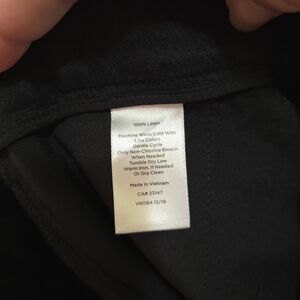 100% Linen
Machine Wash Cold With
Like Colors
Gentle Cycle
Only Non-Chlorine Bleach
When Needed
Tumble Dry Low
Warm Iron, If Needed
Or Dry Clean
Made in Vietnam
CA# 23147
VN1184 12/19